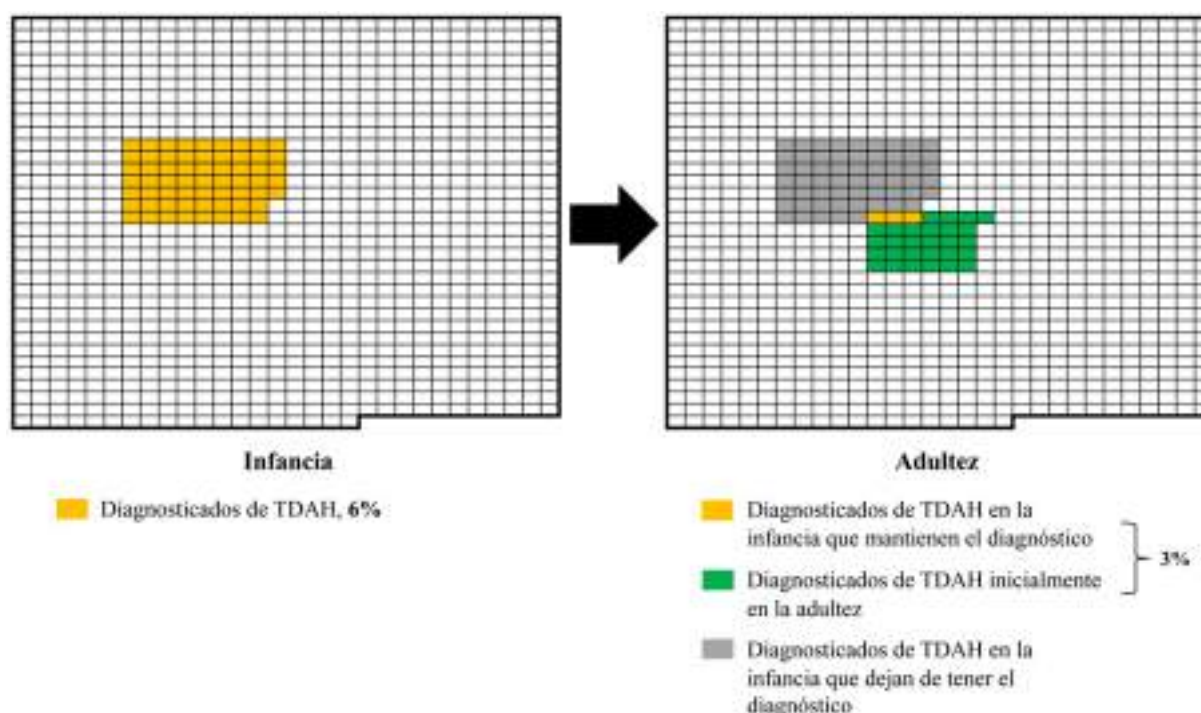 Infancia
Diagnosticados de TDAH, 6%
Adultez
Diagnosticados de TDAH en la
infancia que mantienen el diagnóstico
3%
Diagnosticados de TDAH inicialmente
en la adultez
Diagnosticados de TDAH en la
infancia que dejan de tener el
diagnóstico